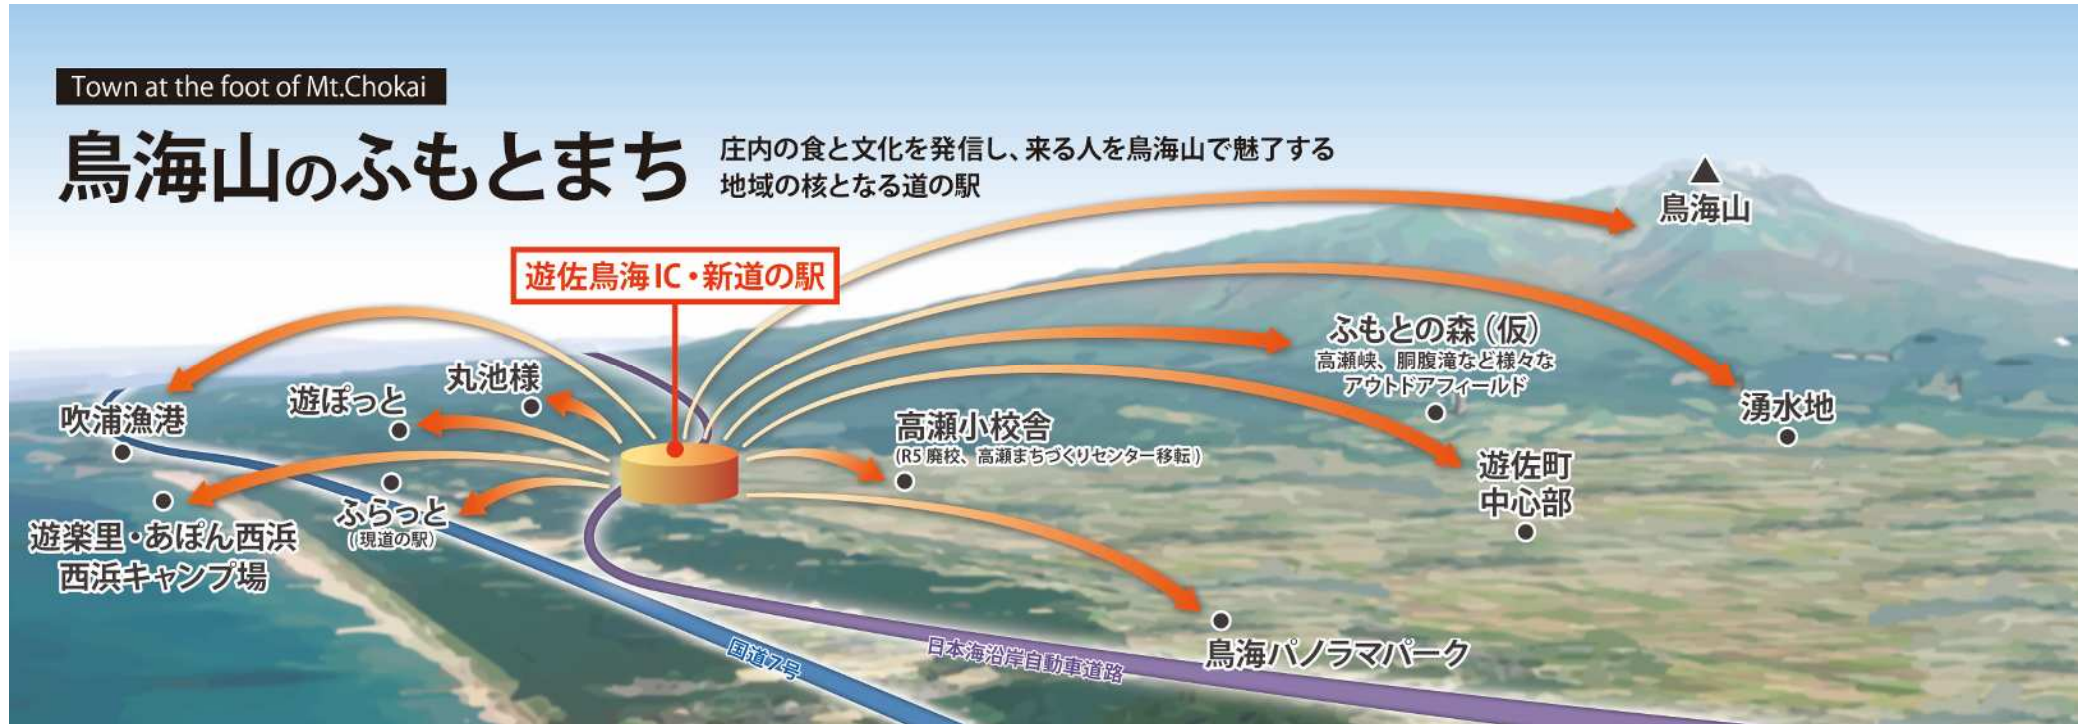 Town at the foot of Mt.Chokai
鳥海山のふもとまち
庄内の食と文化を発信し、来る人を鳥海山で魅了する
地域の核となる道の駅
鳥海山
遊佐鳥海IC・新道の駅
ふもとの森（仮）
高瀬峡、胴腹滝など様々な
アウトドアフィールド
丸池様
遊ぽっと
吹浦漁港
湧水地
高瀬小校舎
(R5廃校、高瀬まちづくりセンター移転)
遊佐町
中心部
ふらっと
(現道の駅)
遊楽里・あぽん西浜
西浜キャンプ場
国道7号
日本海沿岸自動車道路
鳥海パノラマパーク